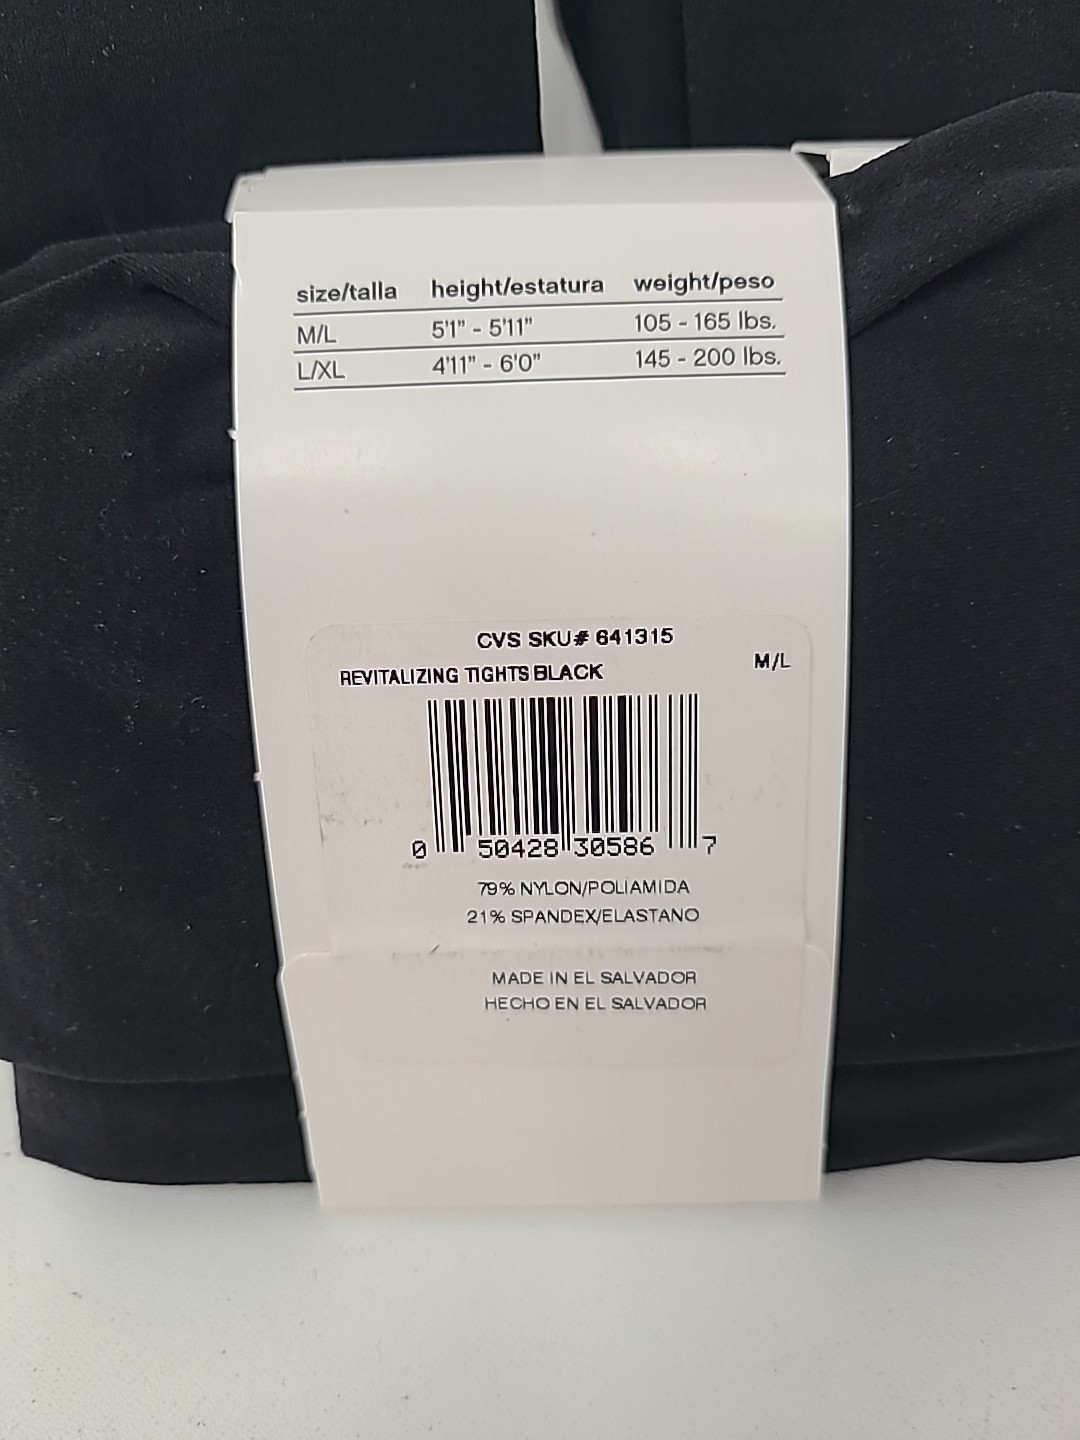 size/talla height/estatura weight/peso
M/L 5'1" - 5'11" 105 - 165 lbs.
L/XL 4'11" - 6'0" 145 - 200 lbs.
CVS SKU# 641315
REVITALIZING TIGHTS BLACK M/L
0 50428 30586 7
79% NYLON/POLIAMIDA
21% SPANDEX/ELASTANO
MADE IN EL SALVADOR
HECHO EN EL SALVADOR